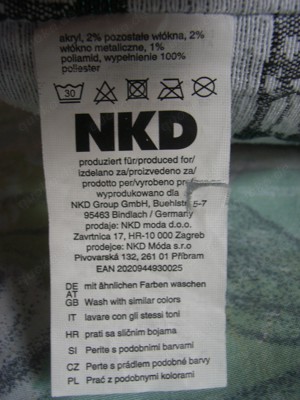 akryl, 2% pozostałe włókna, 2%
włókno metaliczne, 1%
poliamid, wypełnienie 100%
poliester
30
NKD
produziert für/produced for/
izdelano za/proizvedeno za/
prodotto per/vyrobeno pro
wyprodukowano dla
NKD Group GmbH, Buehlstr. 5-7
95463 Bindlach / Germany
prodaje: NKD moda d.o.o.
Zavrtnica 17, HR-10 000 Zagreb
prodejce: NKD Móda s.r.o
Pivovarská 132, 261 01 Příbram
EAN 2020944930025
DE AT mit ähnlichen Farben waschen
GB Wash with similar colors
IT lavare con gli stessi toni
HR prati sa sličnim bojama
SI Perite s podobnimi barvami
CZ Perte s prádlem podobné barvy
PL Prać z podobnymi kolorami